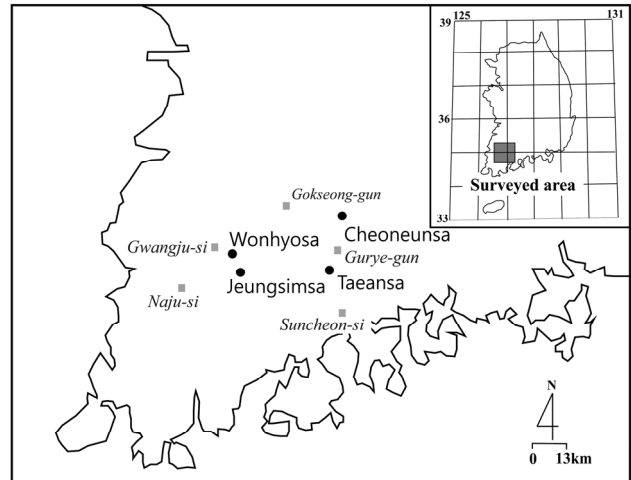 125
131
39
36
33
Surveyed area
Gokseong-gun
Cheoneunsa
Gwangju-si
Wonhyosa
Gurye-gun
Jeungsimsa
Taeansa
Naju-si
Suncheon-si
N
0 13km